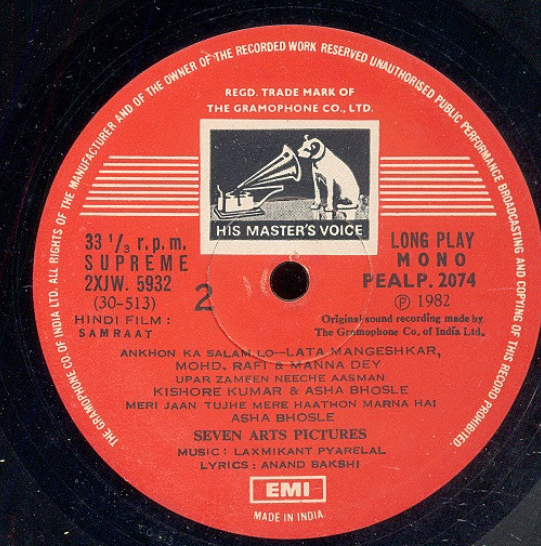 THE GRAMOPHONE CO. OF INDIA LTD. ALL RIGHTS OF THE MANUFACTURER AND OF THE OWNER OF THE RECORDED WORK RESERVED UNAUTHORISED PUBLIC PERFORMANCE BROADCASTING AND COPYING OF THIS RECORD PROHIBITED
REGD. TRADE MARK OF
THE GRAMOPHONE CO., LTD.
HIS MASTER'S VOICE
33 1/3 r.p.m.
SUPREME
2XJW. 5932
(30-513)
2
HINDI FILM :
SAMRAAT
LONG PLAY
MONO
PEALP. 2074
Ⓟ 1982
Original sound recording made by
The Gramophone Co. of India Ltd.
ANKHON KA SALAM LO—LATA MANGESHKAR,
MOHD. RAFI & MANNA DEY
UPAR ZAMEEN NEECHE AASMAN
KISHORE KUMAR & ASHA BHOSLE
MERI JAAN TUJHE MERE HAATHON MARNA HAI
ASHA BHOSLE
SEVEN ARTS PICTURES
MUSIC : LAXMIKANT PYARELAL
LYRICS : ANAND BAKSHI
EMI
MADE IN INDIA